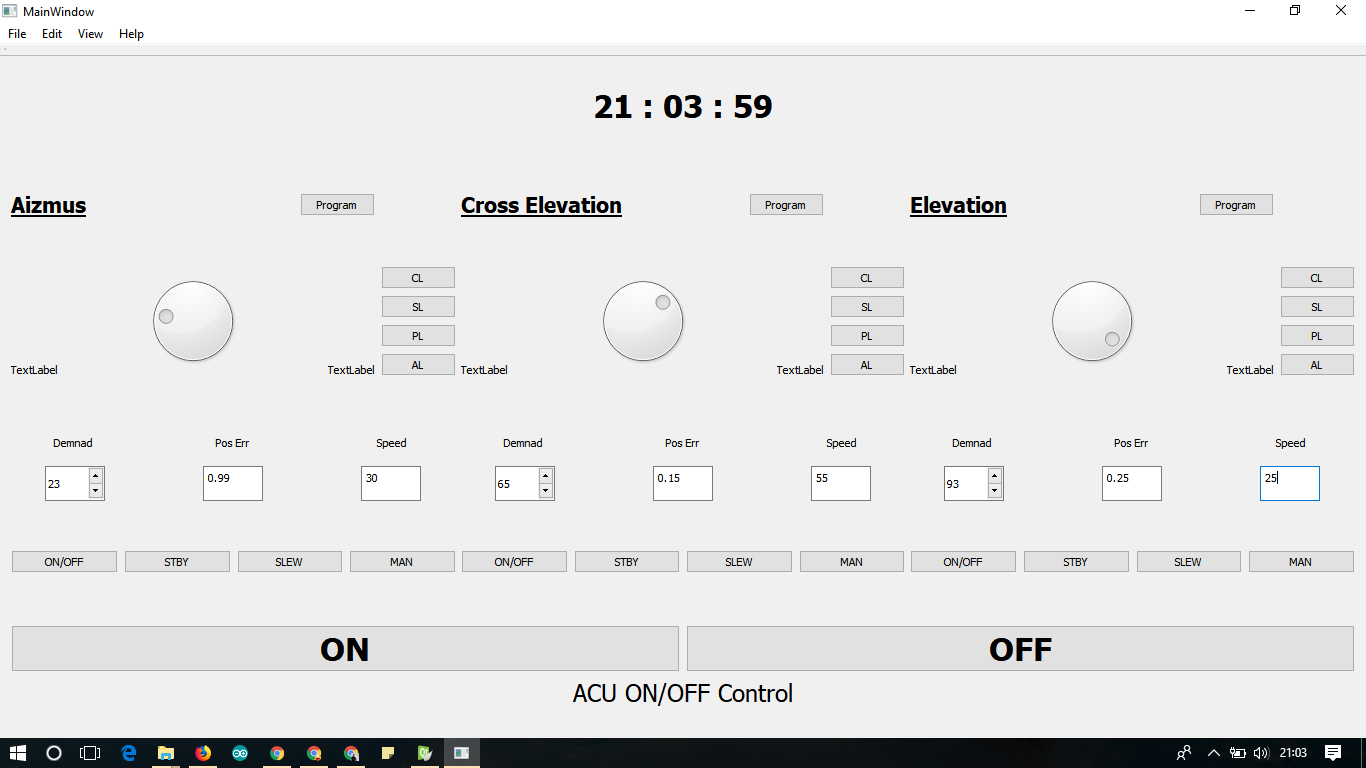 MainWindow
File Edit View Help
21 : 03 : 59
Aizmus Program Cross Elevation Program Elevation Program
CL CL CL
SL SL SL
PL PL PL
TextLabel TextLabel AL TextLabel TextLabel AL TextLabel TextLabel AL
Demnad Pos Err Speed Demnad Pos Err Speed Demnad Pos Err Speed
23 0.99 30 65 0.15 55 93 0.25 25
ON/OFF STBY SLEW MAN ON/OFF STBY SLEW MAN ON/OFF STBY SLEW MAN
ON OFF
ACU ON/OFF Control
21:03